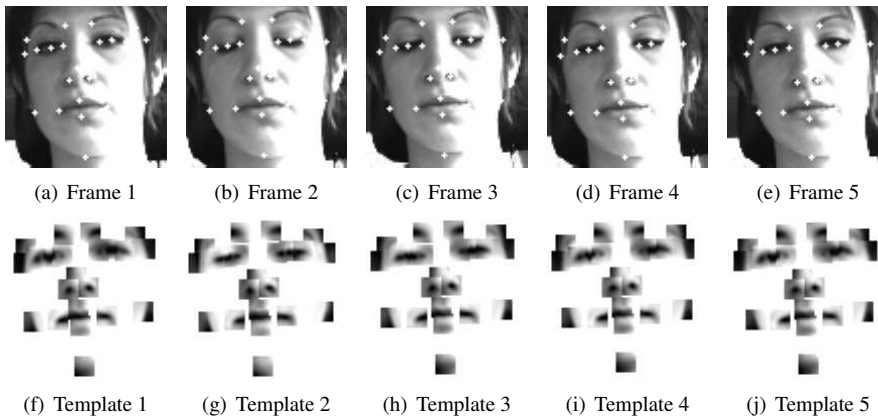 (a) Frame 1
(b) Frame 2
(c) Frame 3
(d) Frame 4
(e) Frame 5
(f) Template 1
(g) Template 2
(h) Template 3
(i) Template 4
(j) Template 5